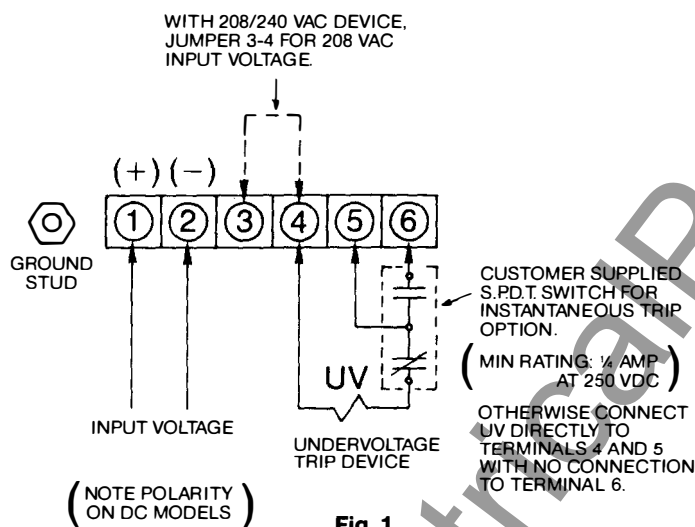 WITH 208/240 VAC DEVICE,
JUMPER 3-4 FOR 208 VAC
INPUT VOLTAGE.
(+) (−)
1 2 3 4 5 6
GROUND
STUD
CUSTOMER SUPPLIED
S.P.D.T. SWITCH FOR
INSTANTANEOUS TRIP
OPTION.
(MIN RATING: ¼ AMP
AT 250 VDC)
UV
INPUT VOLTAGE
UNDERVOLTAGE
TRIP DEVICE
OTHERWISE CONNECT
UV DIRECTLY TO
TERMINALS 4 AND 5
WITH NO CONNECTION
TO TERMINAL 6.
(NOTE POLARITY
ON DC MODELS)
Fig. 1